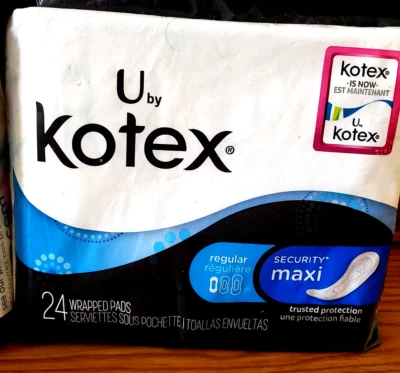 U by
Kotex®
Kotex®
IS NOW
EST MAINTENANT
U by
Kotex®
regular
régulière
SECURITY*
maxi
trusted protection
une protection fiable
24 WRAPPED PADS
SERVIETTES SOUS POCHETTE | TOALLAS ENVUELTAS